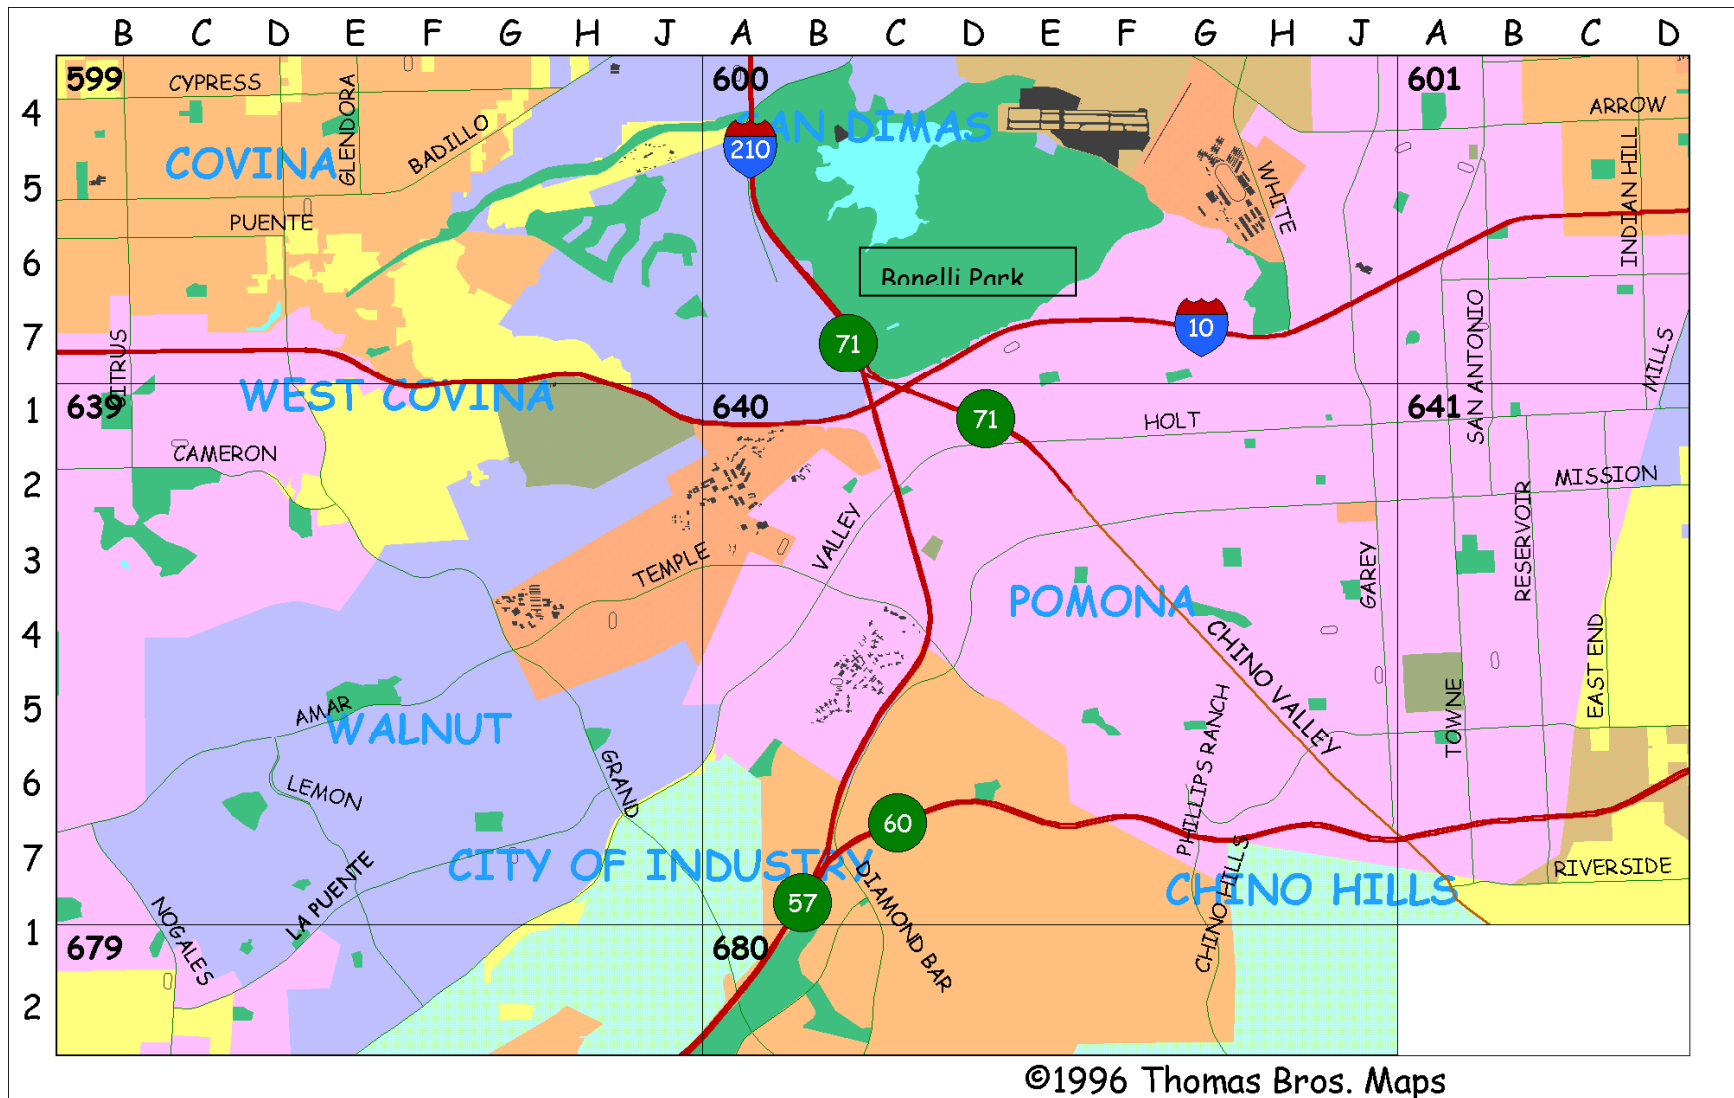 B C D E F G H J A B C D E F G H J A B C D
599 CYPRESS 600 601
4 GLENDORA BADILLO SAN DIMAS ARROW
COVINA 210
5 WHITE INDIAN HILL
PUENTE
6 Bonelli Park
7 CITRUS 71 10 SAN ANTONIO MILLS
WEST COVINA
1 639 640 71 HOLT 641
CAMERON MISSION
2 RESERVOIR
3 TEMPLE VALLEY GAREY
POMONA
4 CHINO VALLEY EAST END
5 AMAR PHILLIPS RANCH TOWNE
WALNUT
6 LEMON GRAND
60
7 CITY OF INDUSTRY RIVERSIDE
LA PUENTE DIAMOND BAR CHINO HILLS
57 CHINO HILLS
1 679 NOGALES 680
2
©1996 Thomas Bros. Maps